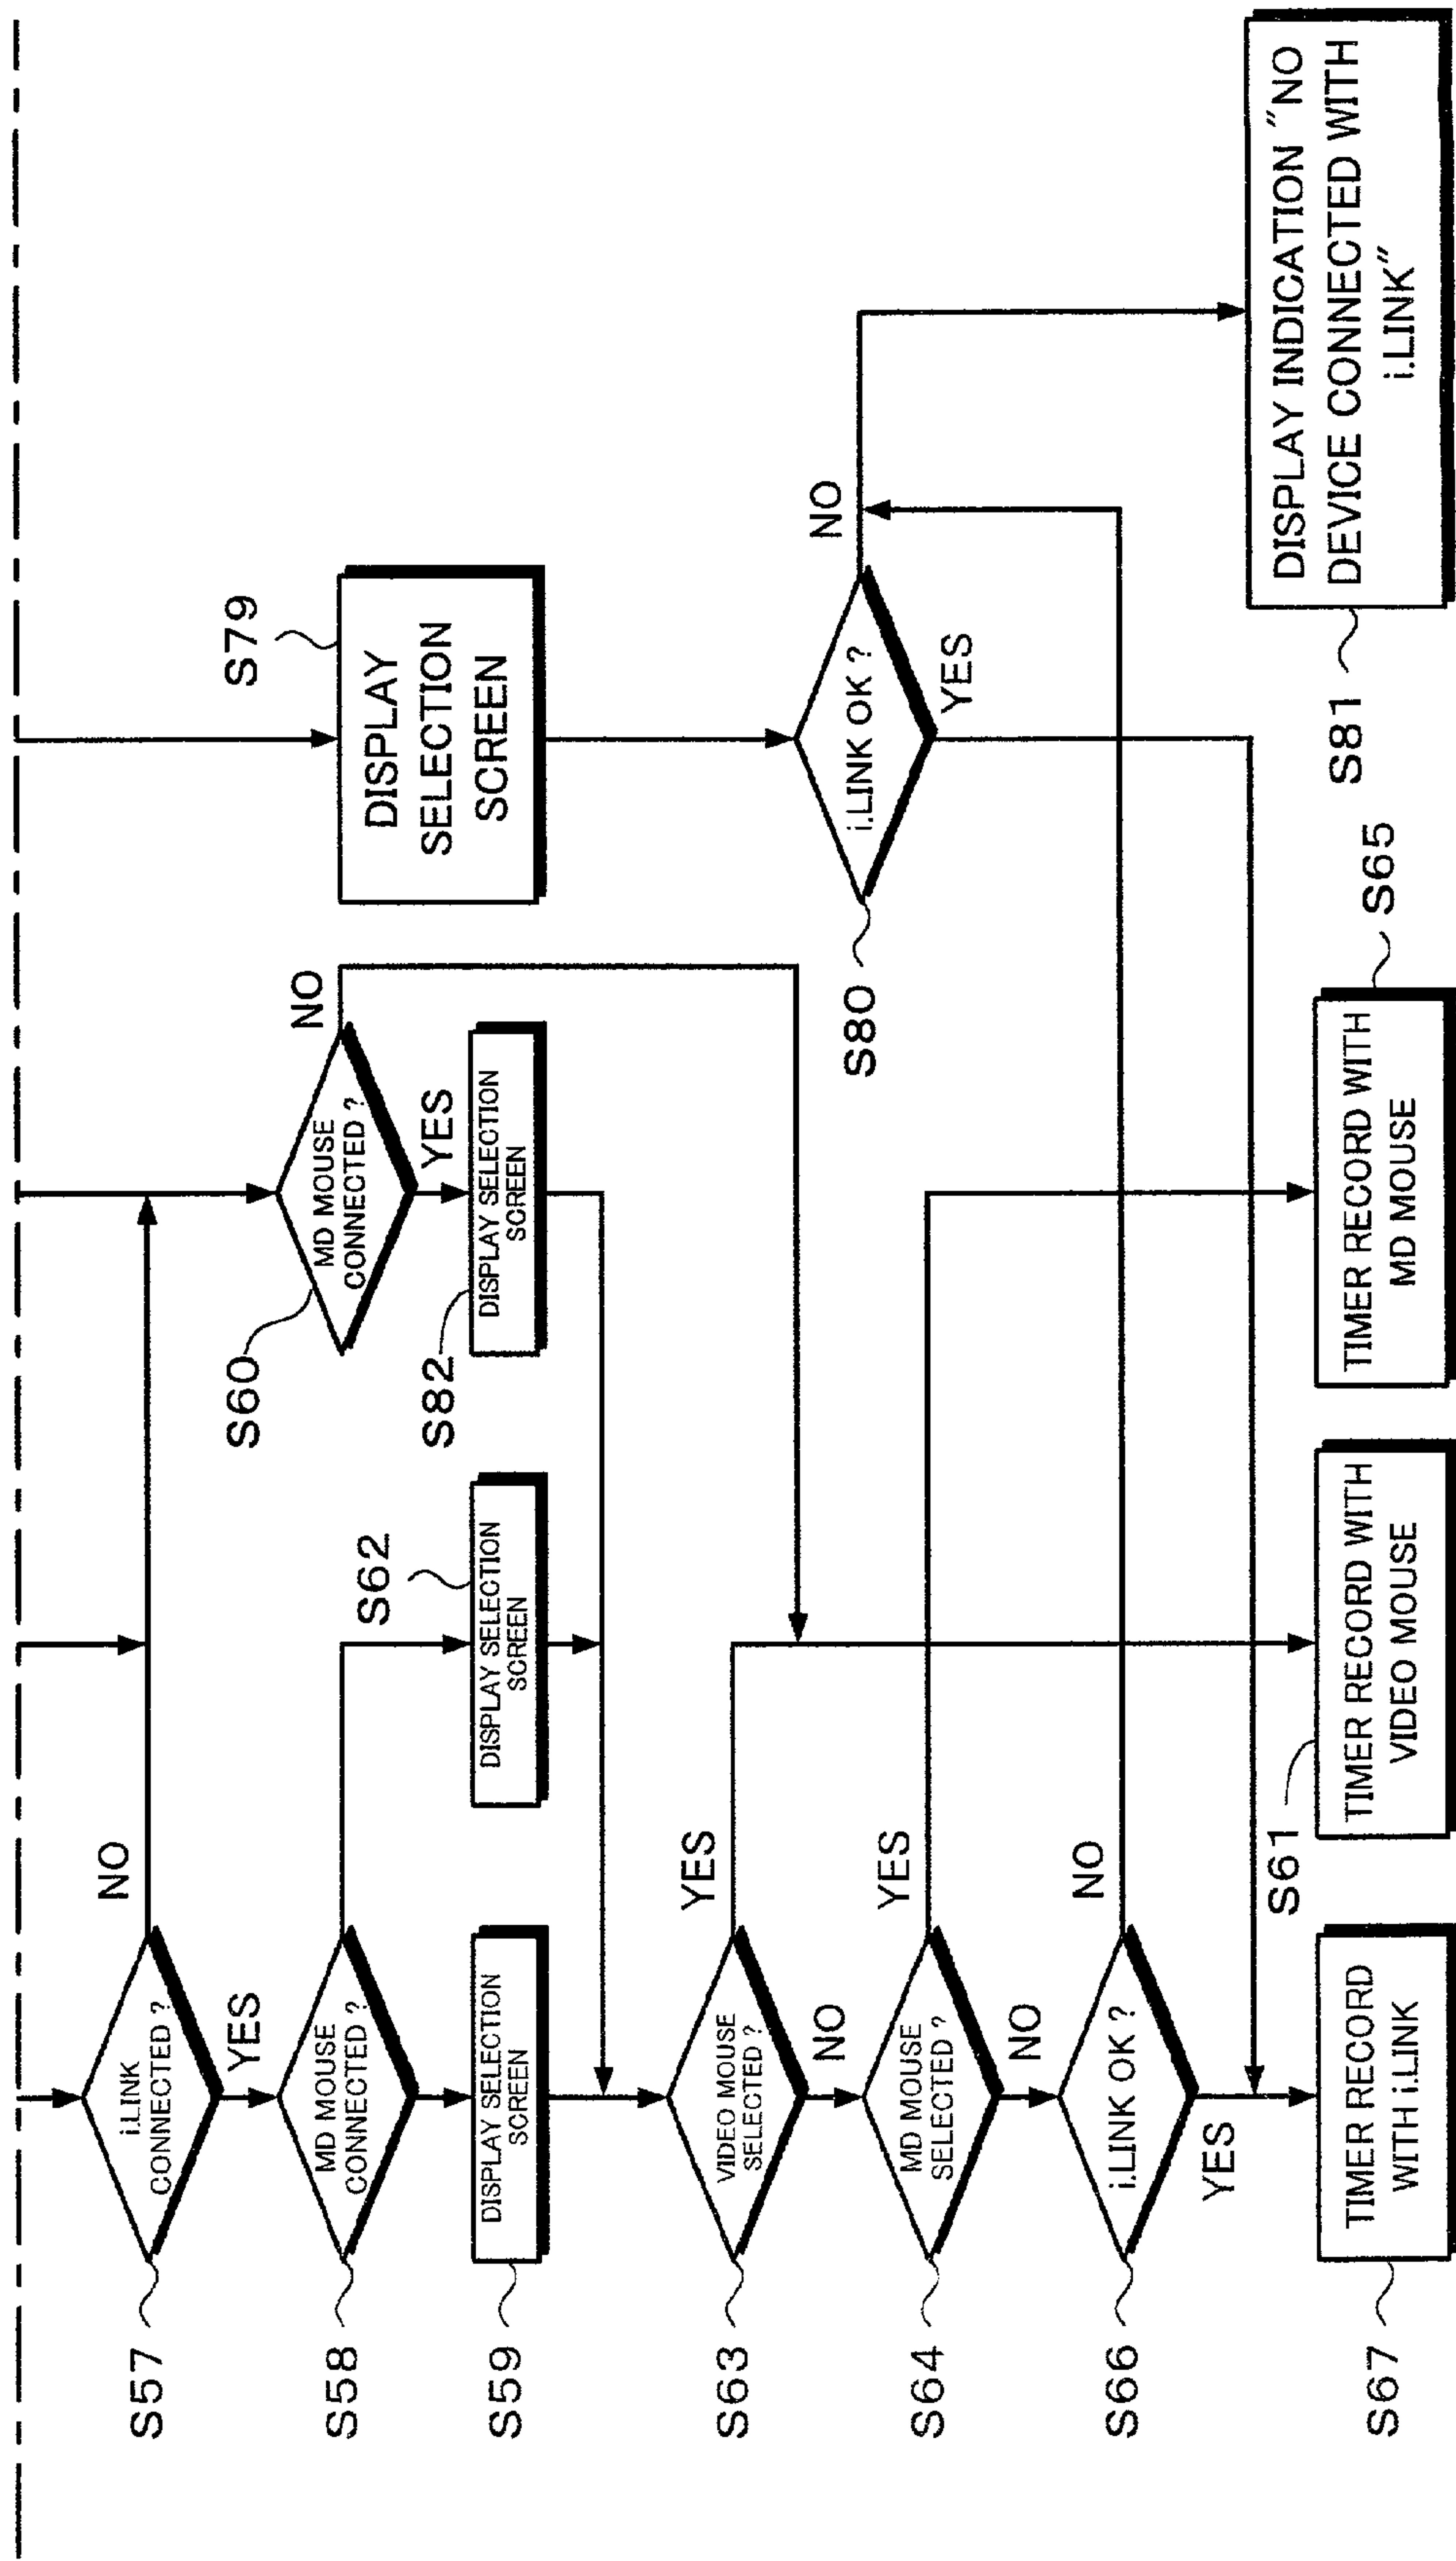 S57
i.LINK
CONNECTED ?
NO
YES
S58
MD MOUSE
CONNECTED ?
S59
DISPLAY SELECTION
SCREEN
S62
DISPLAY SELECTION
SCREEN
S60
MD MOUSE
CONNECTED ?
NO
YES
S82
DISPLAY SELECTION
SCREEN
S79
DISPLAY
SELECTION
SCREEN
S63
VIDEO MOUSE
SELECTED ?
YES
NO
S64
MD MOUSE
SELECTED ?
YES
NO
S80
i.LINK OK ?
NO
YES
S66
i.LINK OK ?
NO
YES
S67
TIMER RECORD
WITH i.LINK
S61
TIMER RECORD WITH
VIDEO MOUSE
S65
TIMER RECORD WITH
MD MOUSE
S81
DISPLAY INDICATION "NO
DEVICE CONNECTED WITH
i.LINK"